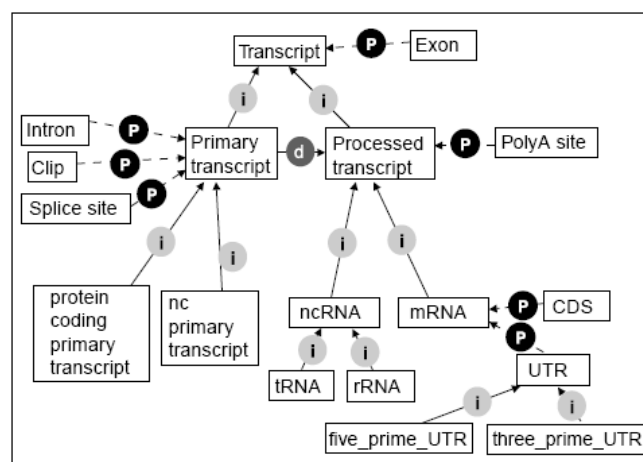 Transcript
P
Exon
i
i
Intron
P
Clip
P
Splice site
P
Primary
transcript
d
Processed
transcript
P
PolyA site
i
i
i
i
protein
coding
primary
transcript
nc
primary
transcript
ncRNA
mRNA
P
CDS
P
i
i
tRNA
rRNA
UTR
i
i
five_prime_UTR
three_prime_UTR